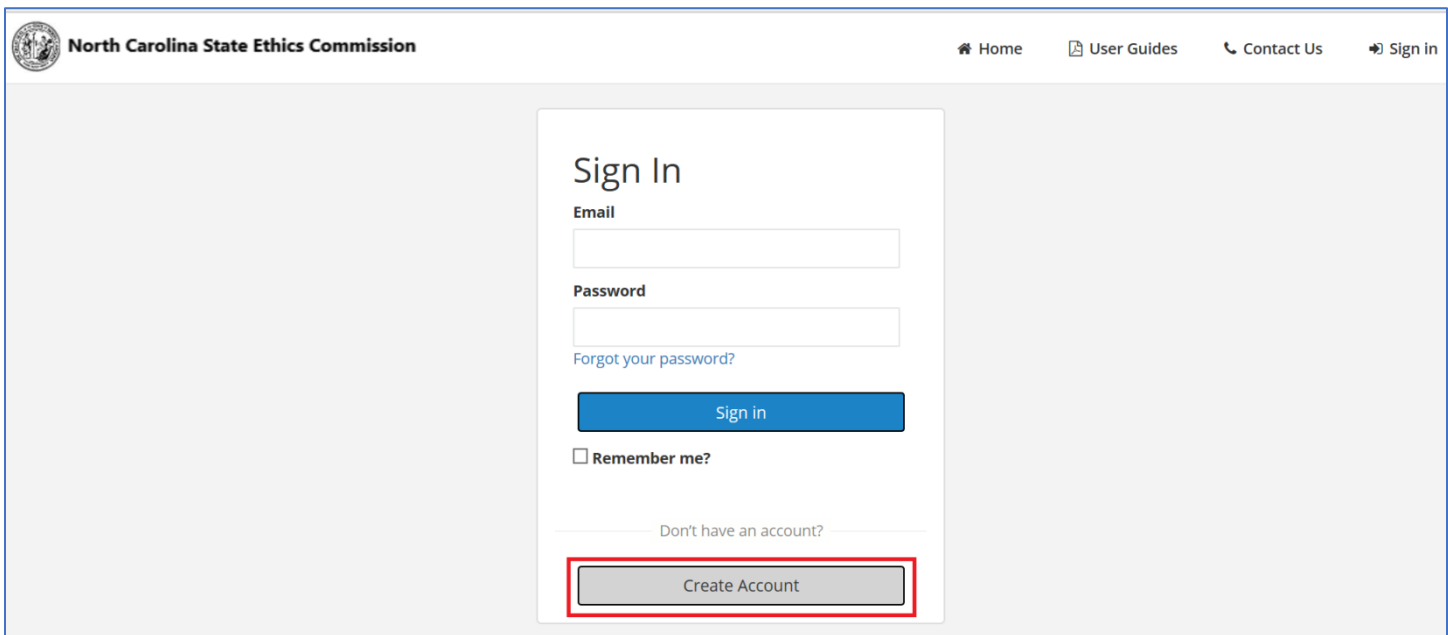 North Carolina State Ethics Commission
Home User Guides Contact Us Sign in
Sign In
Email
Password
Forgot your password?
Sign in
Remember me?
Don't have an account?
Create Account